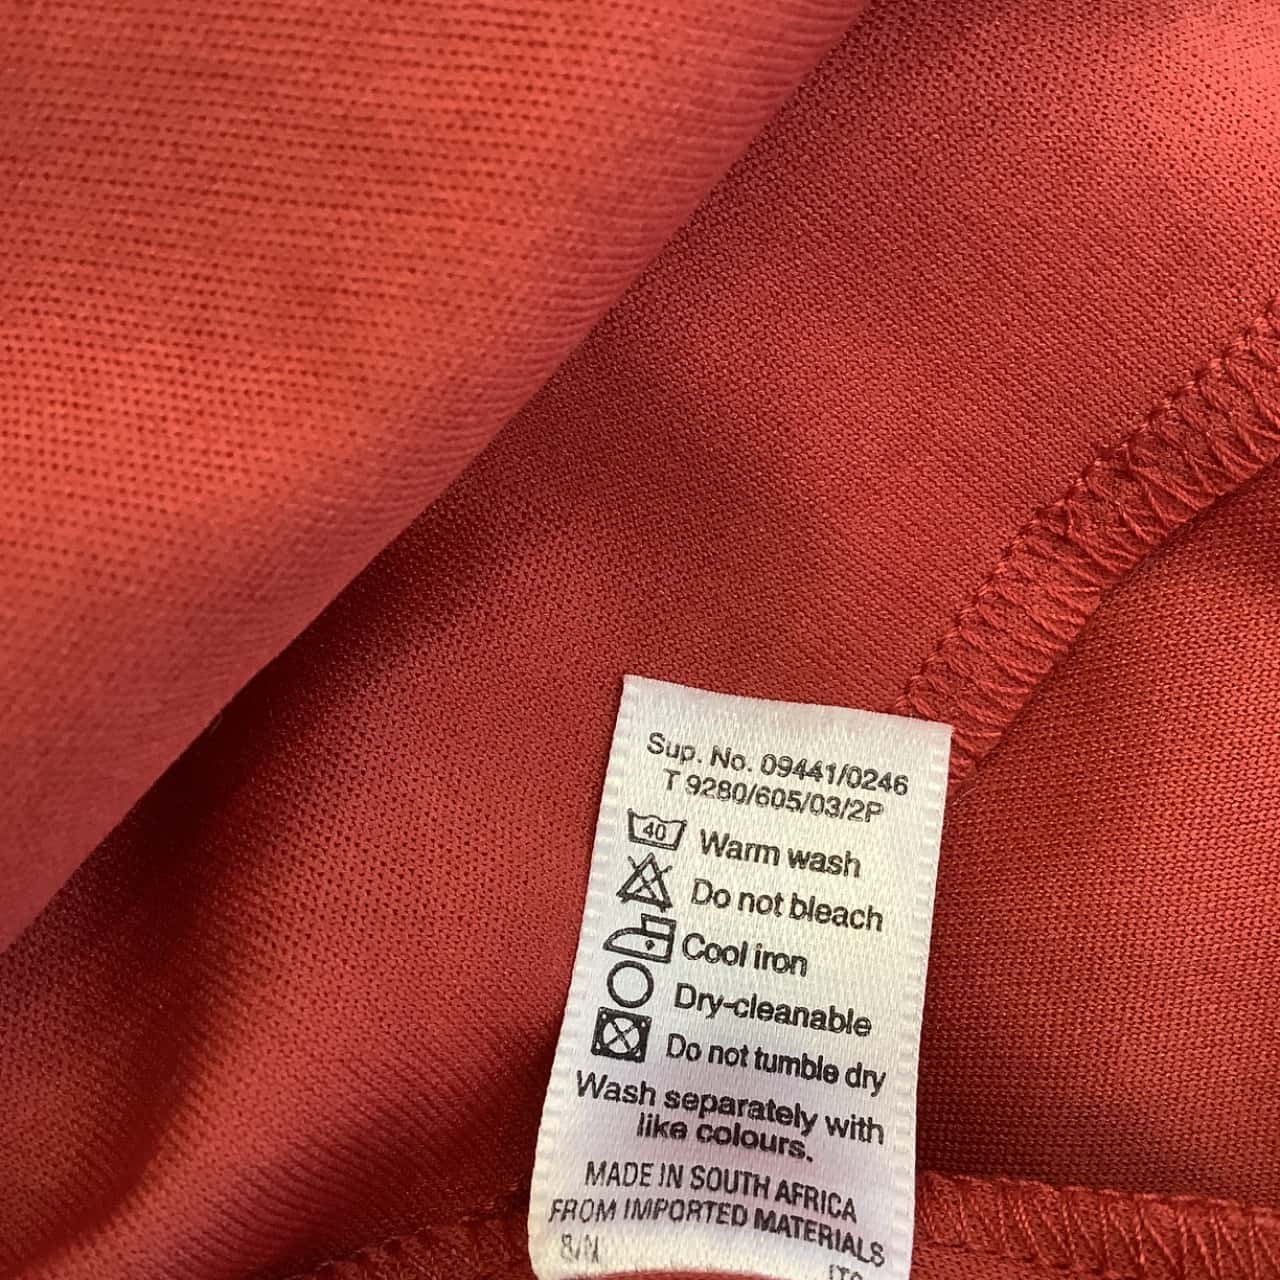 Sup. No. 09441/0246
T 9280/605/03/2P
40 Warm wash
Do not bleach
Cool iron
Dry-cleanable
Do not tumble dry
Wash separately with
like colours.
MADE IN SOUTH AFRICA
FROM IMPORTED MATERIALS